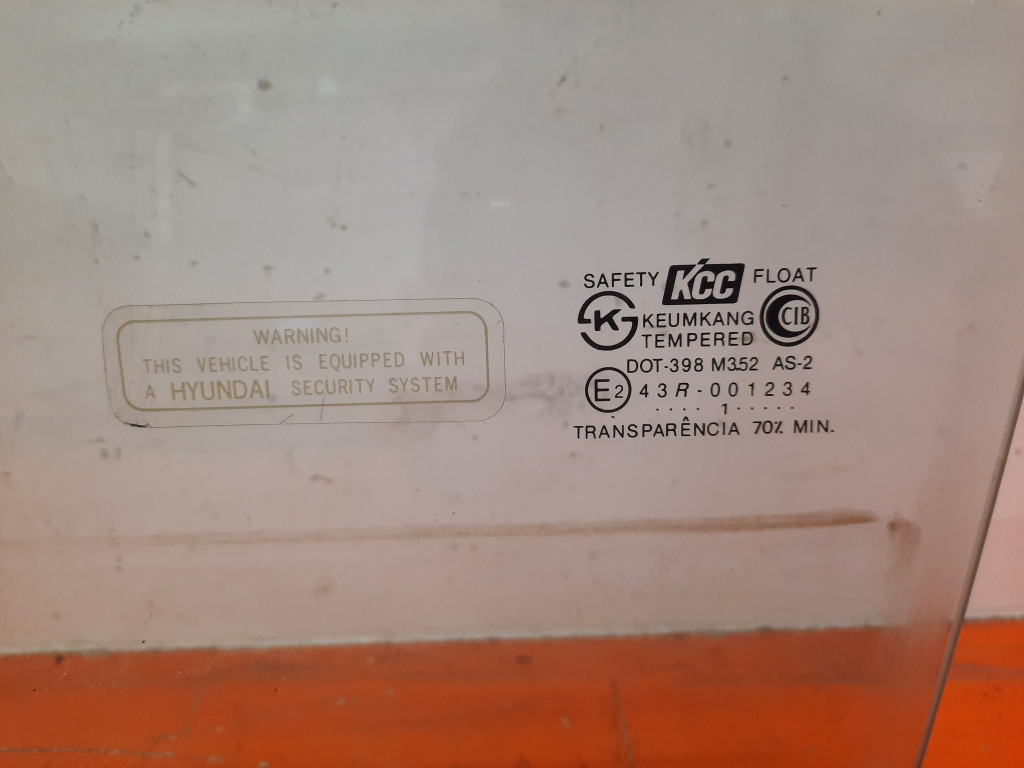 WARNING!
THIS VEHICLE IS EQUIPPED WITH
A HYUNDAI SECURITY SYSTEM
SAFETY KCC FLOAT
K KEUMKANG CIB
TEMPERED
DOT-398 M352 AS-2
E2 43R-001234
....1.....
TRANSPARÊNCIA 70% MIN.